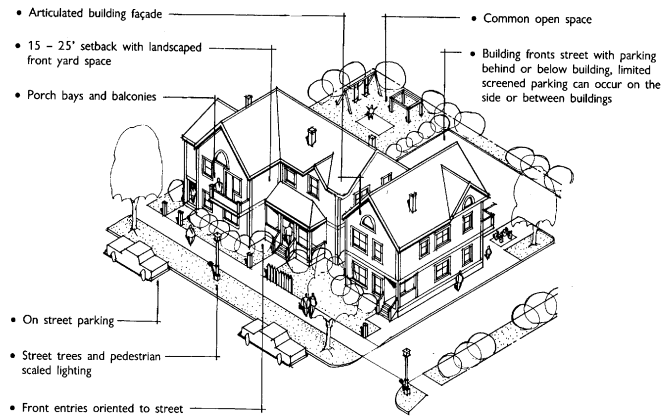 • Articulated building façade
• 15 – 25' setback with landscaped
front yard space
• Porch bays and balconies
• Common open space
• Building fronts street with parking
behind or below building, limited
screened parking can occur on the
side or between buildings
• On street parking
• Street trees and pedestrian
scaled lighting
• Front entries oriented to street